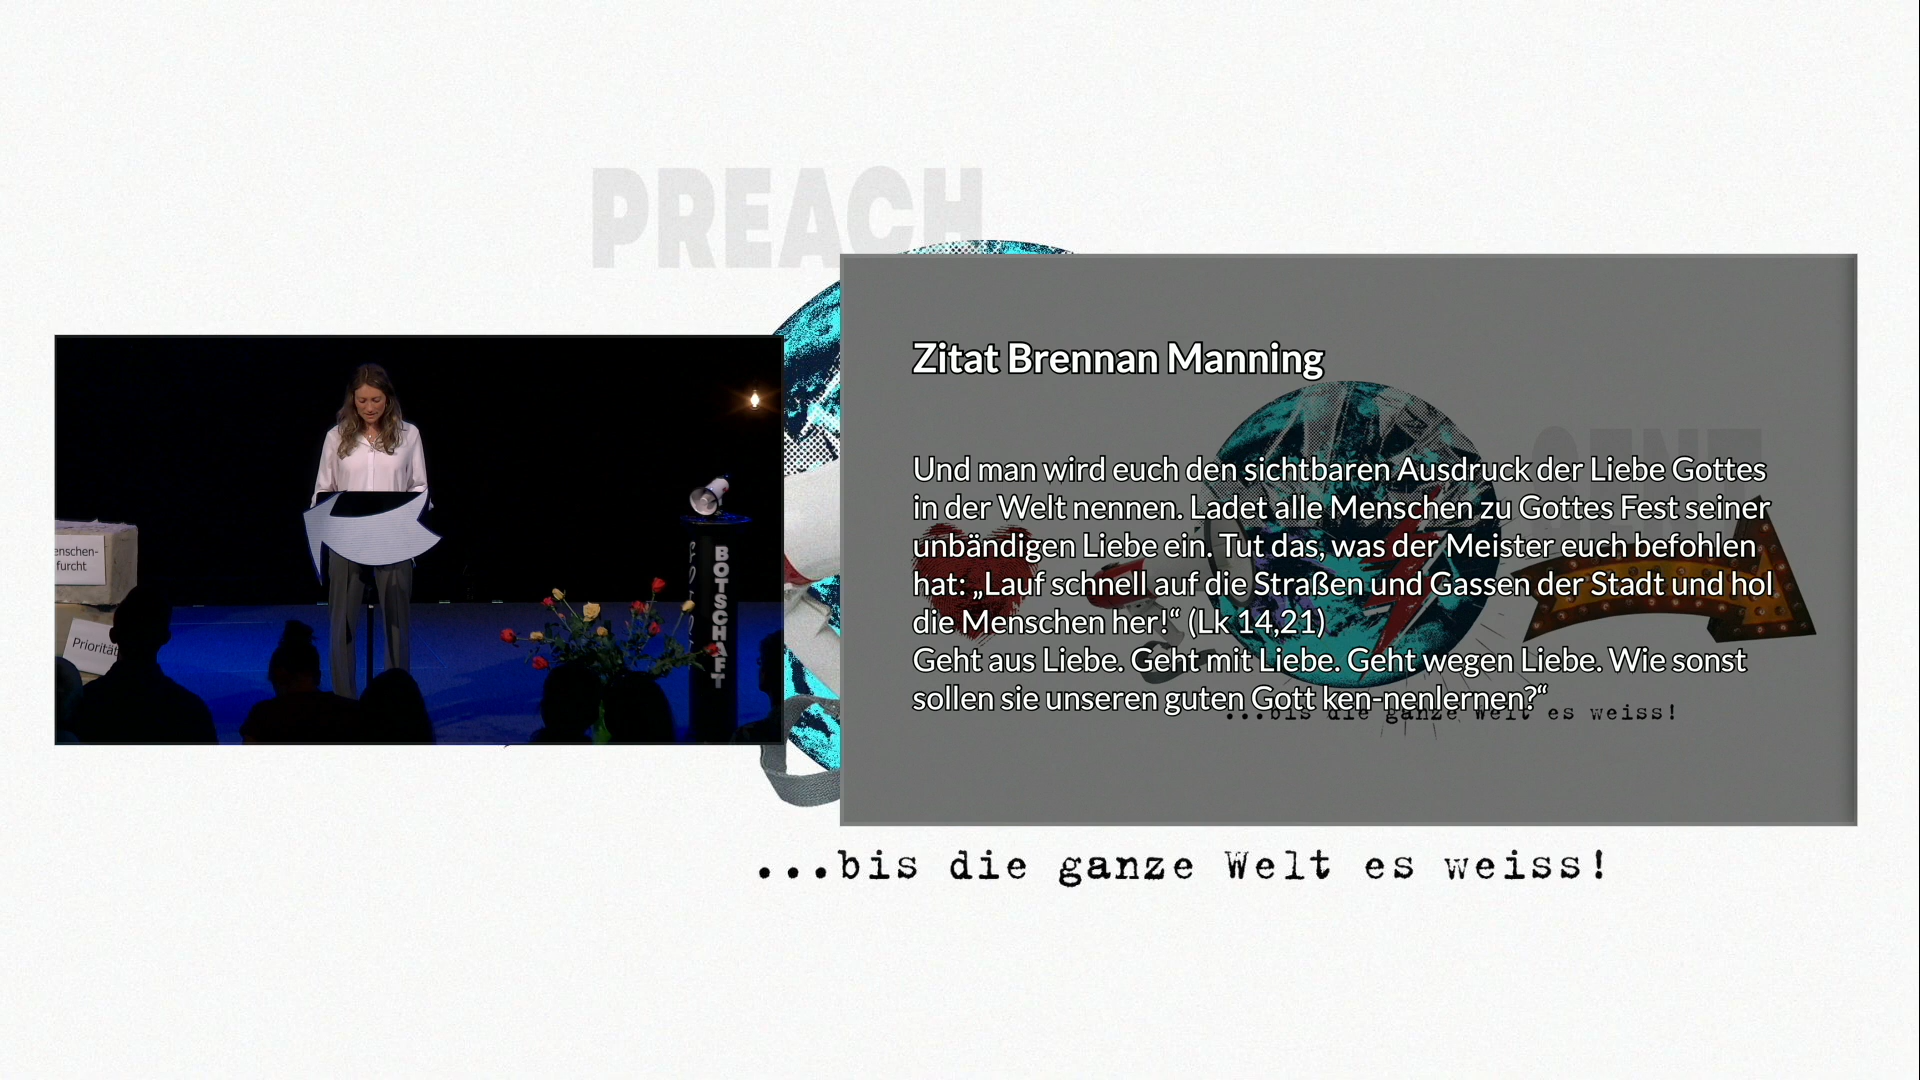 PREACH
Zitat Brennan Manning
Und man wird euch den sichtbaren Ausdruck der Liebe Gottes
in der Welt nennen. Ladet alle Menschen zu Gottes Fest seiner
unbändigen Liebe ein. Tut das, was der Meister euch befohlen
hat: „Lauf schnell auf die Straßen und Gassen der Stadt und hol
die Menschen her!“ (Lk 14,21)
Geht aus Liebe. Geht mit Liebe. Geht wegen Liebe. Wie sonst
sollen sie unseren guten Gott ken-nenlernen?“
SENT
...bis die ganze Welt es weiss!
enschen-
furcht
Priorität
BOTSCHAFT
...bis die ganze Welt es weiss!